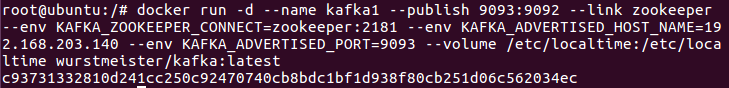 root@ubuntu:/# docker run -d --name kafka1 --publish 9093:9092 --link zookeeper
--env KAFKA_ZOOKEEPER_CONNECT=zookeeper:2181 --env KAFKA_ADVERTISED_HOST_NAME=19
2.168.203.140 --env KAFKA_ADVERTISED_PORT=9093 --volume /etc/localtime:/etc/loca
ltime wurstmeister/kafka:latest
c93731332810d241cc250c92470740cb8bdc1bf1d938f80cb251d06c562034ec